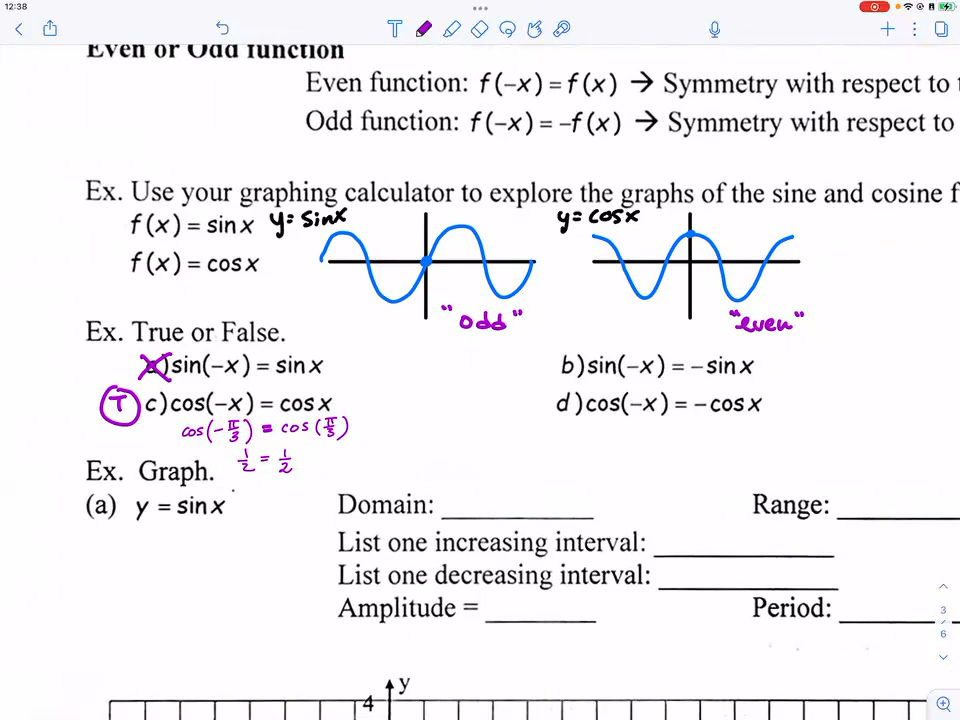 12:38
Even or Odd function
Even function: f(-x) = f(x) → Symmetry with respect to
Odd function: f(-x) = -f(x) → Symmetry with respect to
Ex. Use your graphing calculator to explore the graphs of the sine and cosine f
f(x) = sin x y = sin x y = cos x
f(x) = cos x
"odd" "even"
Ex. True or False.
a) sin(-x) = sin x b) sin(-x) = - sin x
T c) cos(-x) = cos x d) cos(-x) = - cos x
cos(-π/3) = cos(π/3)
1/2 = 1/2
Ex. Graph.
(a) y = sin x Domain: ________ Range: ________
List one increasing interval: ________
List one decreasing interval: ________
Amplitude = ________ Period: ________
3
/
6
4 y